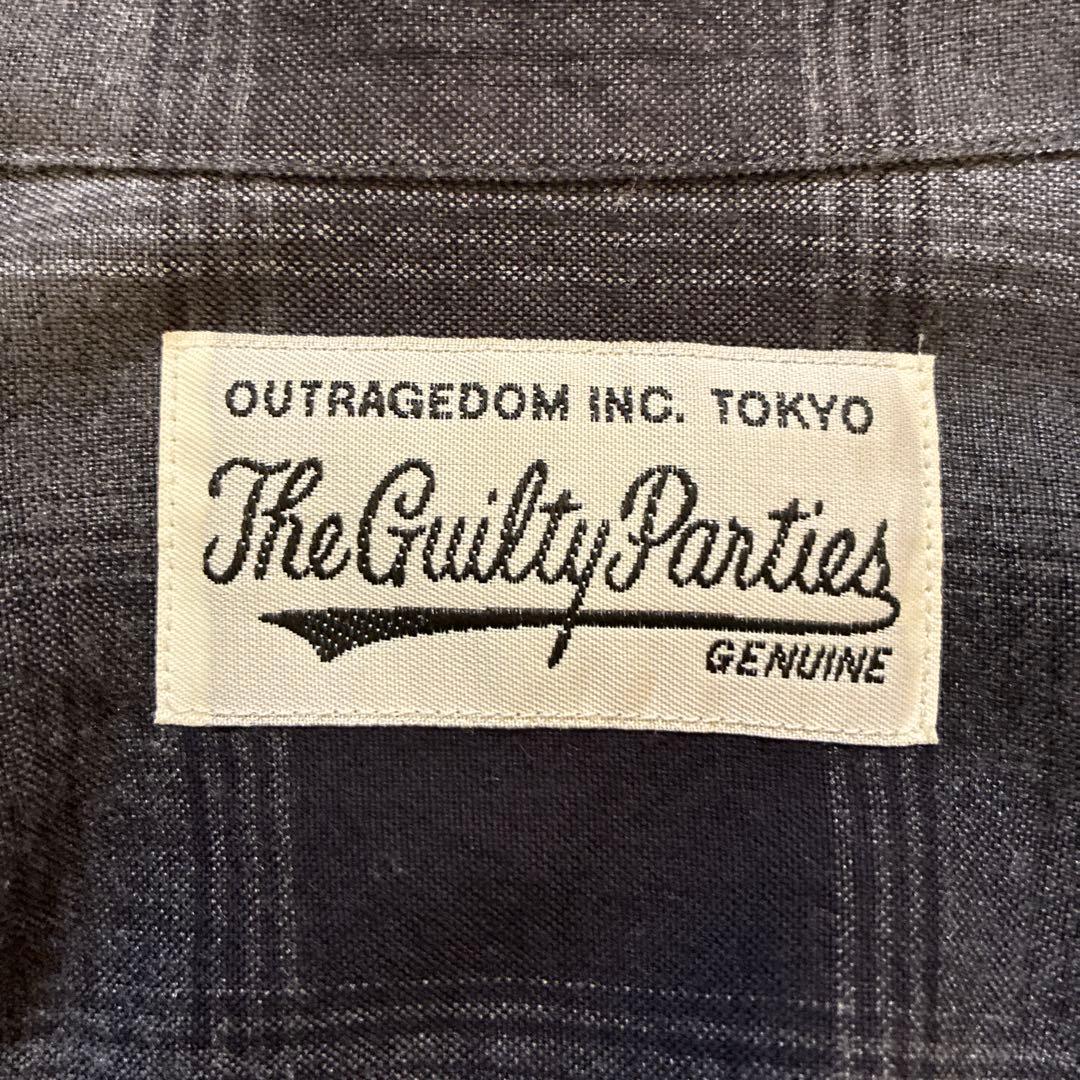 OUTRAGEDOM INC. TOKYO
The Guilty Parties
GENUINE